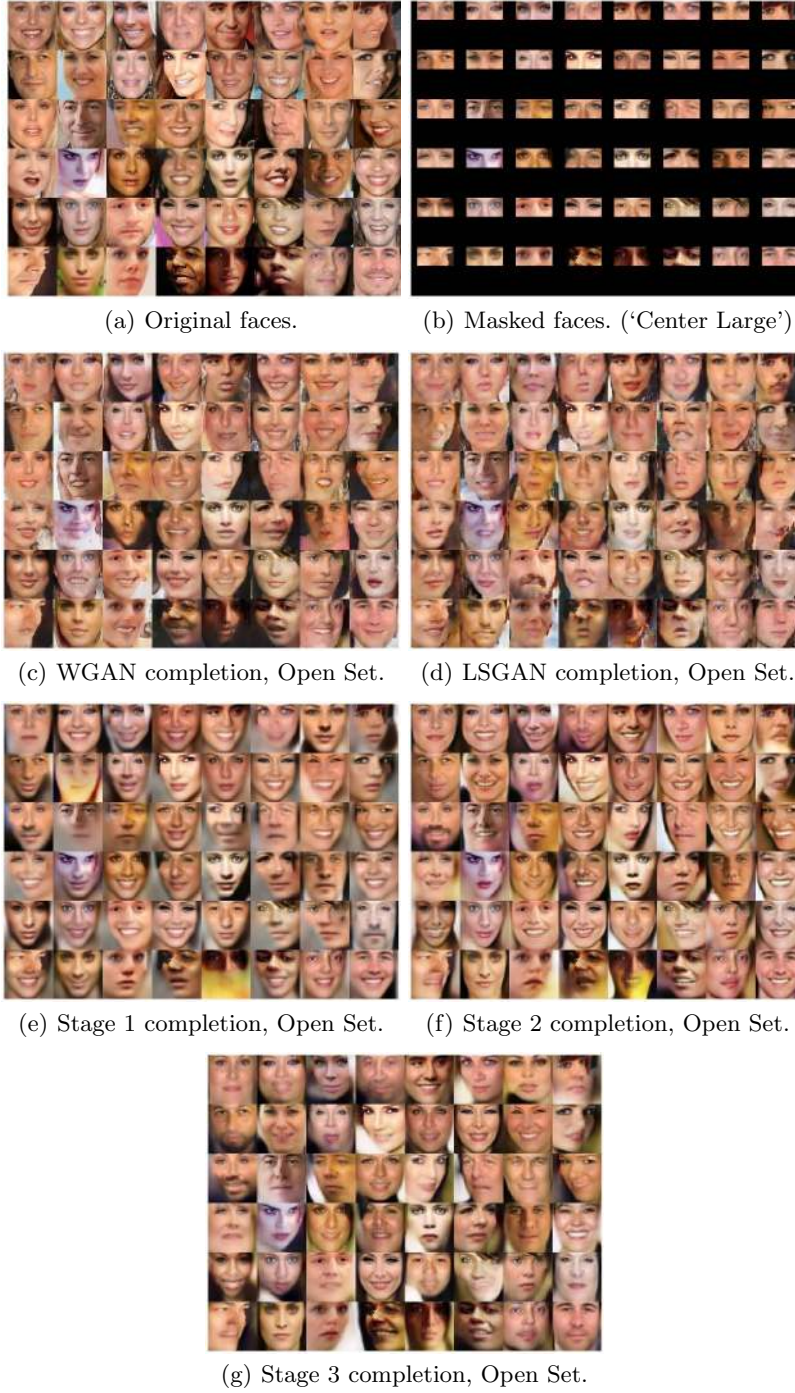 (a) Original faces.
(b) Masked faces. (‘Center Large’)
(c) WGAN completion, Open Set.
(d) LSGAN completion, Open Set.
(e) Stage 1 completion, Open Set.
(f) Stage 2 completion, Open Set.
(g) Stage 3 completion, Open Set.